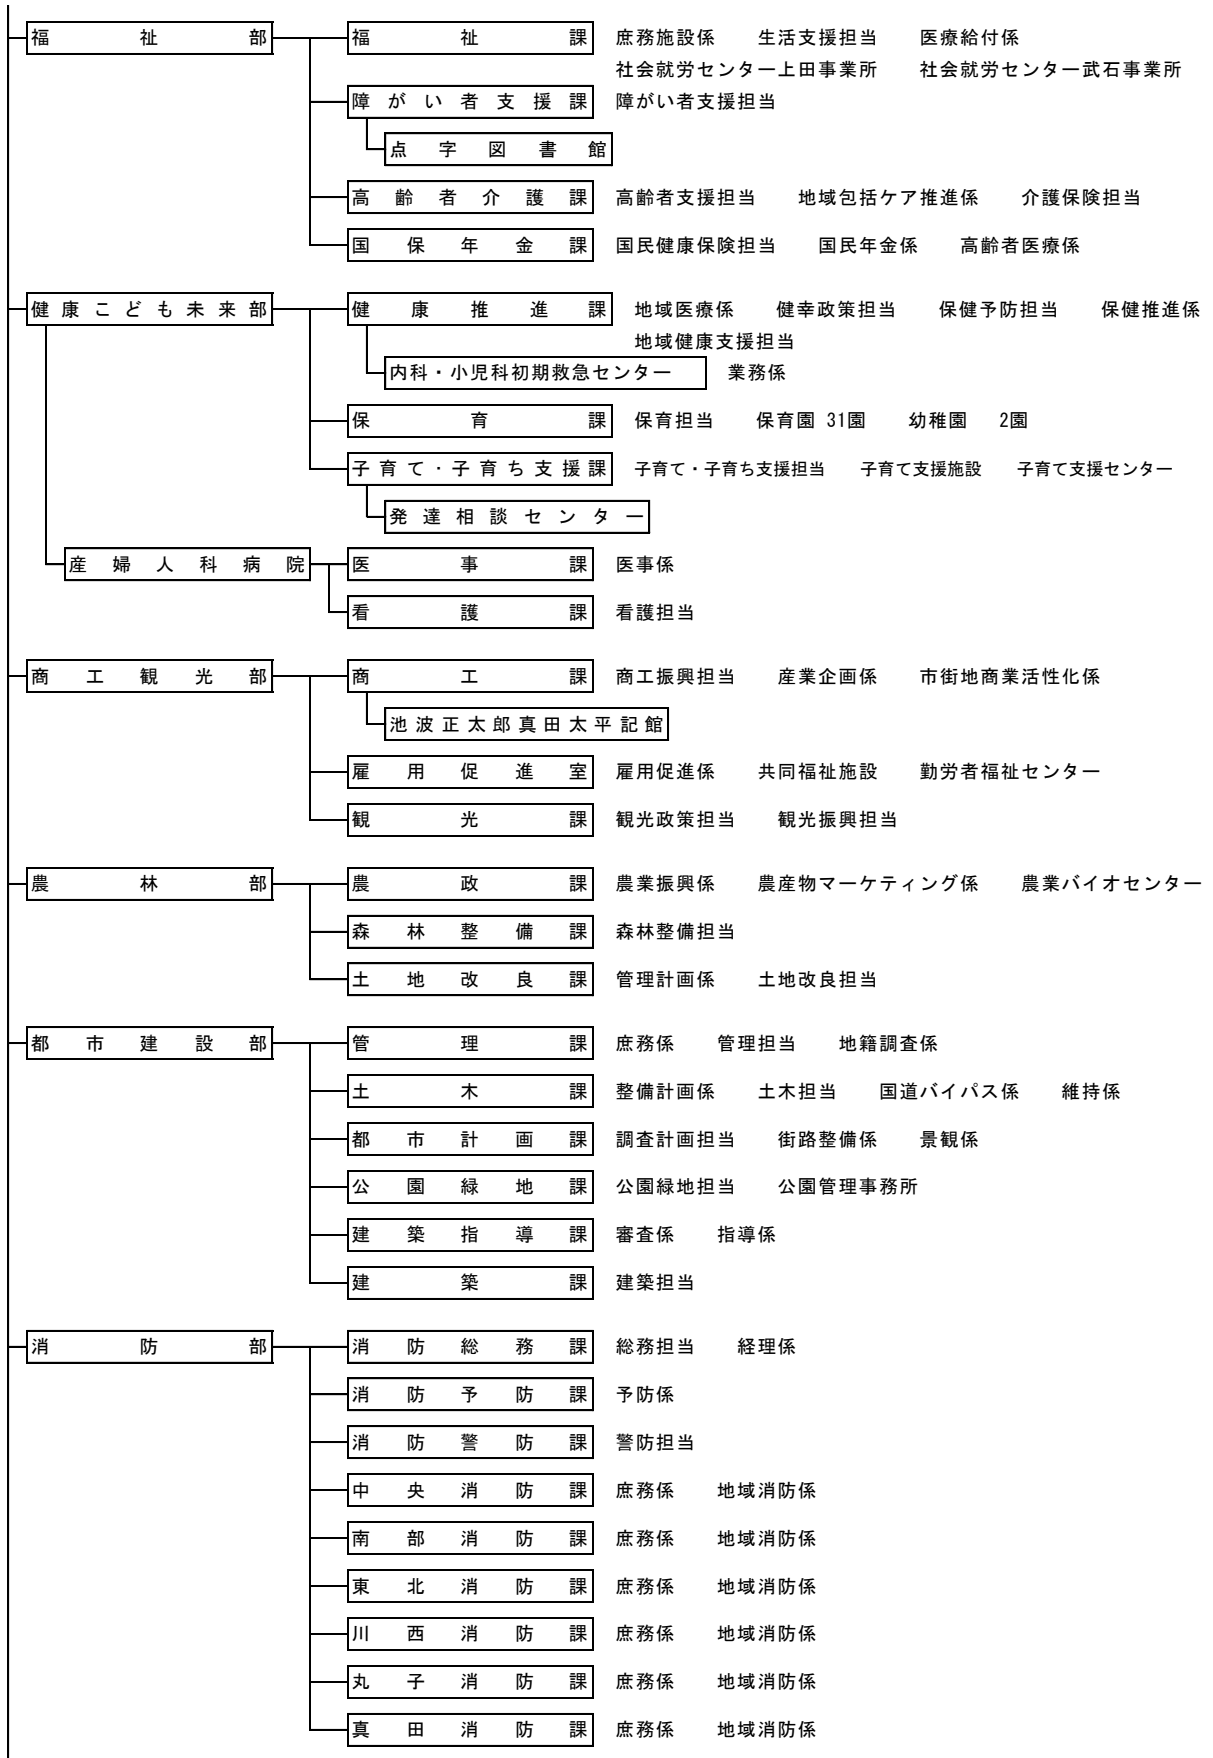 福祉部 福祉課 庶務施設係 生活支援担当 医療給付係
社会就労センター上田事業所 社会就労センター武石事業所
障がい者支援課 障がい者支援担当
点字図書館
高齢者介護課 高齢者支援担当 地域包括ケア推進係 介護保険担当
国保年金課 国民健康保険担当 国民年金係 高齢者医療係
健康こども未来部 健康推進課 地域医療係 健幸政策担当 保健予防担当 保健推進係
地域健康支援担当
内科・小児科初期救急センター 業務係
保育課 保育担当 保育園 31園 幼稚園 2園
子育て・子育ち支援課 子育て・子育ち支援担当 子育て支援施設 子育て支援センター
発達相談センター
産婦人科病院 医事課 医事係
看護課 看護担当
商工観光部 商工課 商工振興担当 産業企画係 市街地商業活性化係
池波正太郎真田太平記館
雇用促進室 雇用促進係 共同福祉施設 勤労者福祉センター
観光課 観光政策担当 観光振興担当
農林部 農政課 農業振興係 農産物マーケティング係 農業バイオセンター
森林整備課 森林整備担当
土地改良課 管理計画係 土地改良担当
都市建設部 管理課 庶務係 管理担当 地籍調査係
土木課 整備計画係 土木担当 国道バイパス係 維持係
都市計画課 調査計画担当 街路整備係 景観係
公園緑地課 公園緑地担当 公園管理事務所
建築指導課 審査係 指導係
建築課 建築担当
消防部 消防総務課 総務担当 経理係
消防予防課 予防係
消防警防課 警防担当
中央消防課 庶務係 地域消防係
南部消防課 庶務係 地域消防係
東北消防課 庶務係 地域消防係
川西消防課 庶務係 地域消防係
丸子消防課 庶務係 地域消防係
真田消防課 庶務係 地域消防係